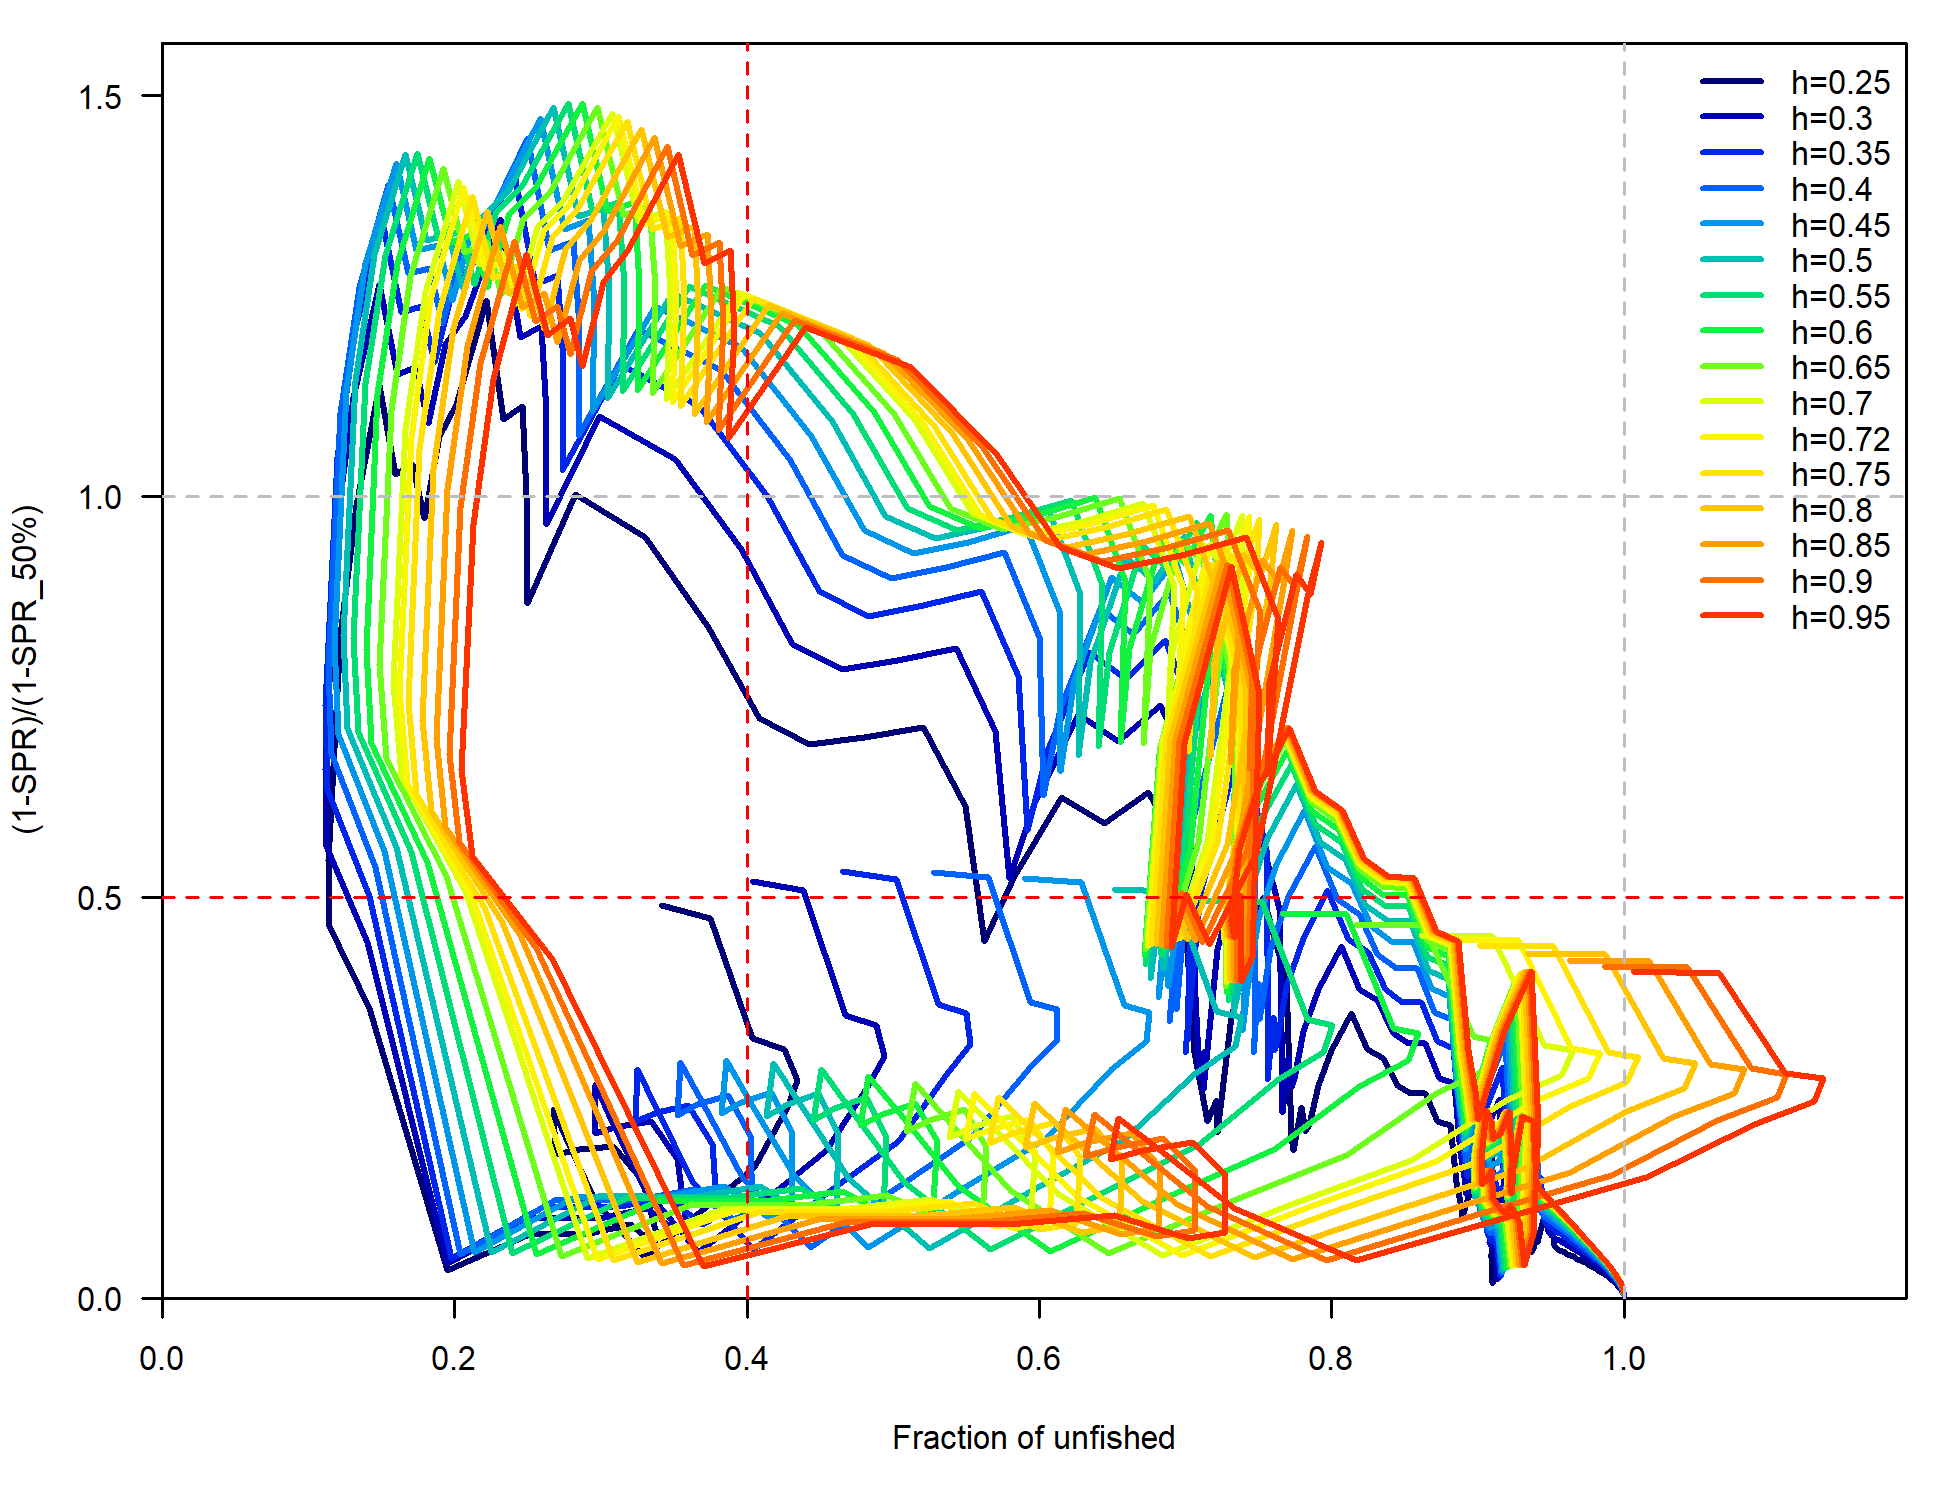 1.5
1.0
0.5
0.0
(1-SPR)/(1-SPR_50%)
h=0.25
h=0.3
h=0.35
h=0.4
h=0.45
h=0.5
h=0.55
h=0.6
h=0.65
h=0.7
h=0.72
h=0.75
h=0.8
h=0.85
h=0.9
h=0.95
0.0 0.2 0.4 0.6 0.8 1.0
Fraction of unfished